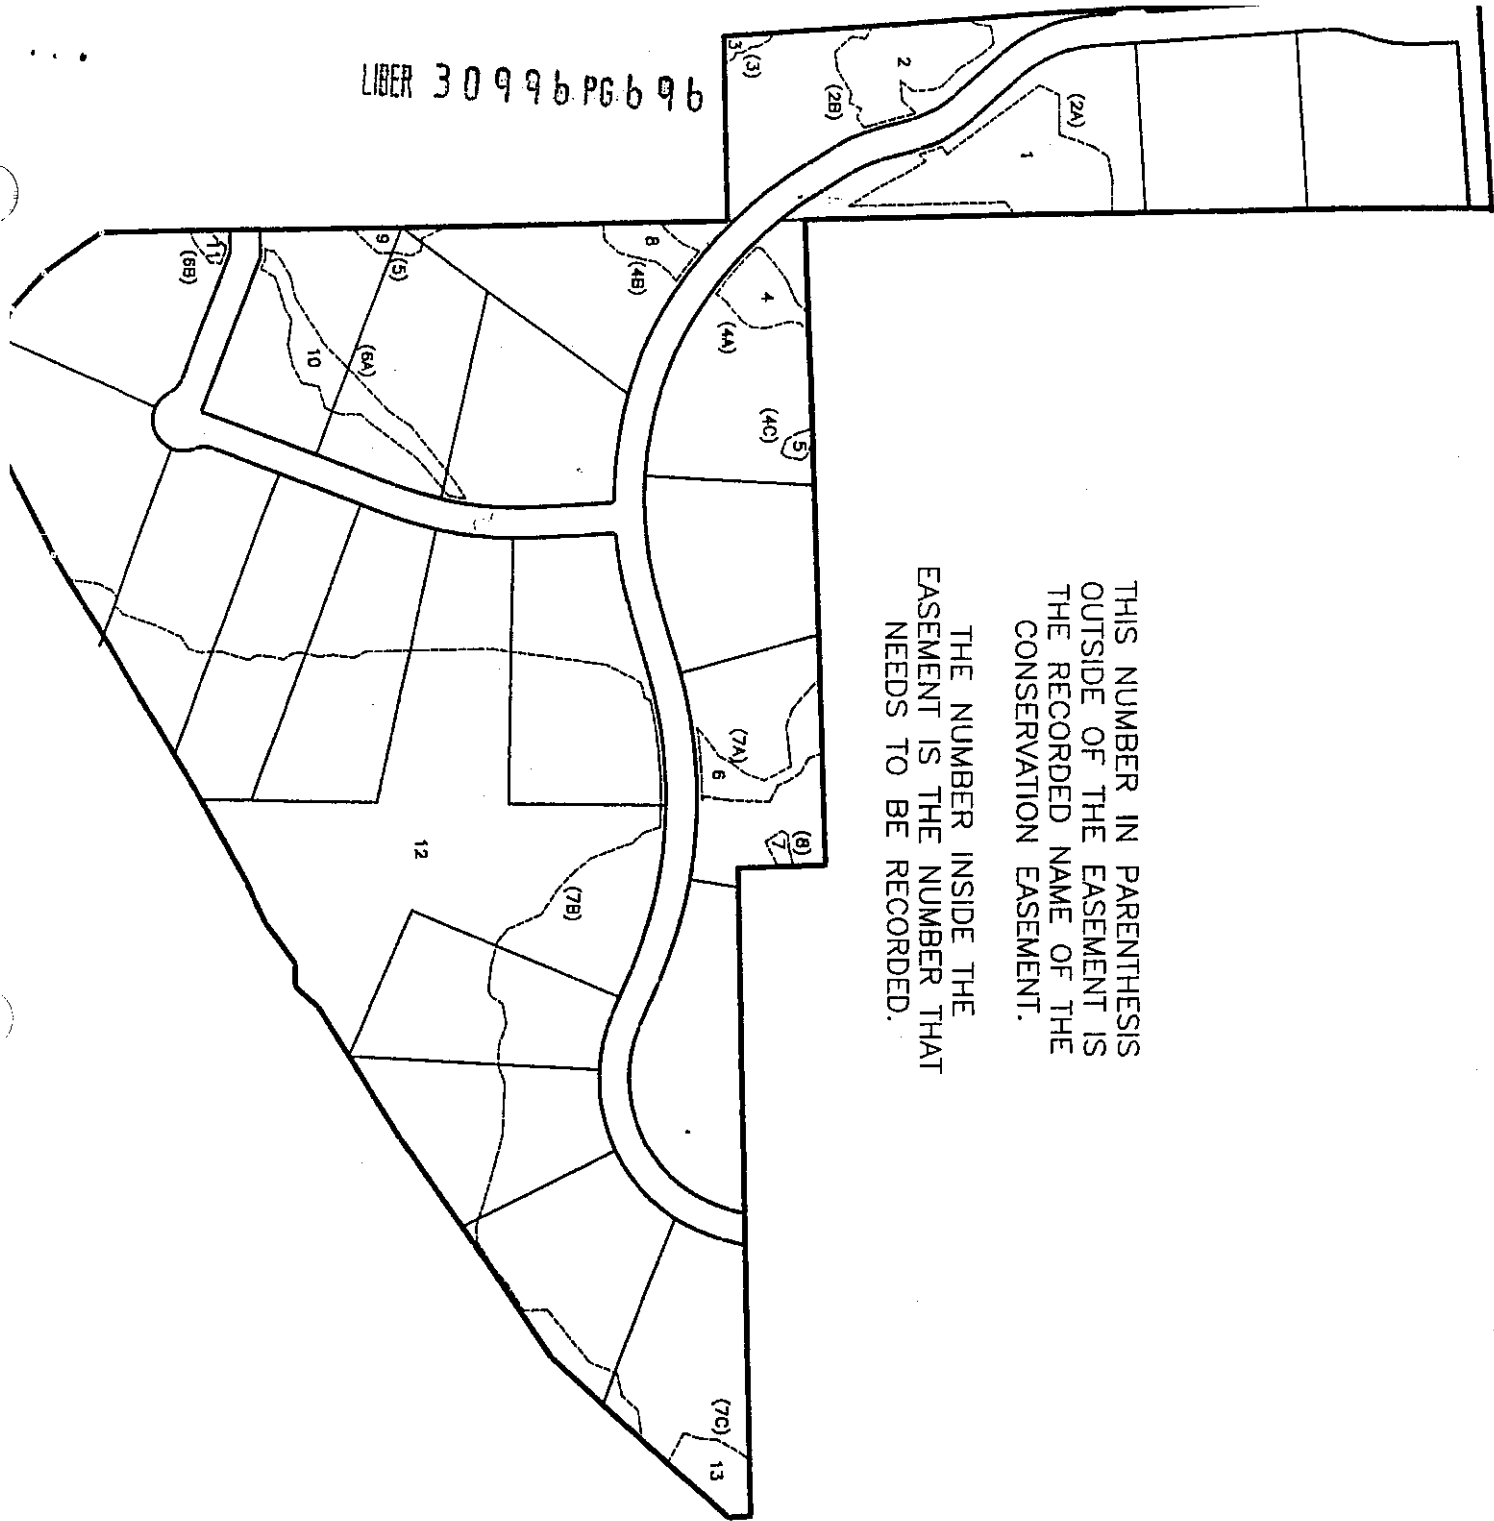 LIBER 30996 PG 696
THIS NUMBER IN PARENTHESIS
OUTSIDE OF THE EASEMENT IS
THE RECORDED NAME OF THE
CONSERVATION EASEMENT.
THE NUMBER INSIDE THE
EASEMENT IS THE NUMBER THAT
NEEDS TO BE RECORDED.
3
(3)
2
(2B)
(2A)
1
11
(6B)
9
(5)
8
(4B)
4
(4A)
10
(6A)
(4C)
5
(7A)
6
(8)
7
12
(7B)
(7C)
13